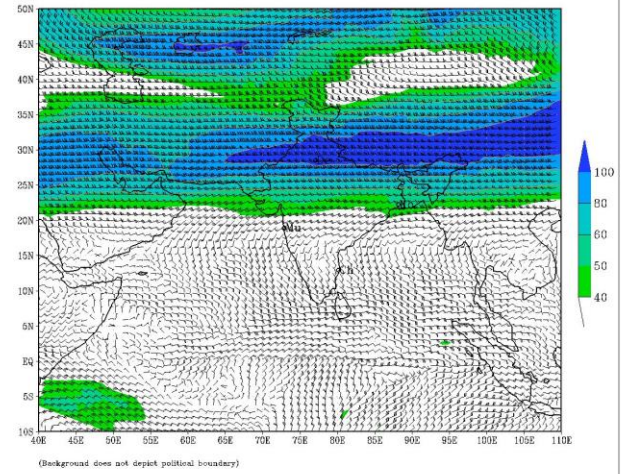 50N
45N
40N
35N
30N
25N
20N
15N
10N
5N
EQ
5S
10S
40E 45E 50E 55E 60E 65E 70E 75E 80E 85E 90E 95E 100E 105E 110E
Mu
Ch
100
80
60
50
40
(Background does not depict political boundary)